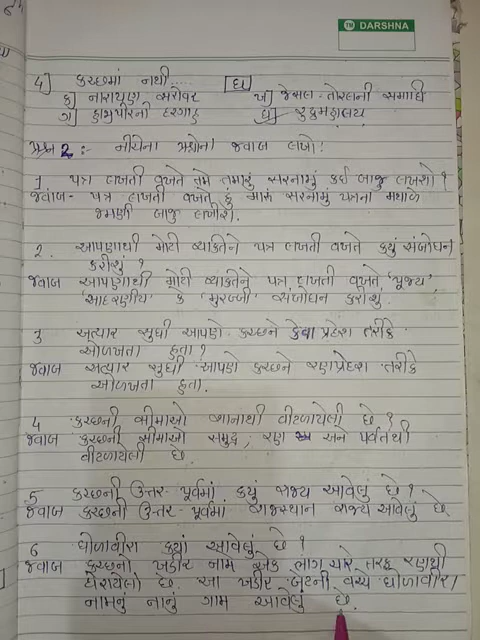 DARSHNA
૫] કચ્છમાં નથી..... [ઘ]
ક] નારાયણ સરોવર ખ] જેસલ-તોરલની સમાધિ
ગ] હાજીપીરની દરગાહ ઘ] રુદ્રમહાલય
પ્રશ્ન 2:- નીચેના પ્રશ્નોના જવાબ લખો:
1 પત્ર લખતી વખતે તમે તમારું સરનામું કઈ બાજુ લખશો?
જવાબ- પત્ર લખતી વખતે હું મારું સરનામું પત્રના મથાળે
જમણી બાજુ લખીશ.
2. આપણાથી મોટી વ્યક્તિને પત્ર લખતી વખતે કયું સંબોધન
કરીશું?
જવાબ આપણાથી મોટી વ્યક્તિને પત્ર લખતી વખતે 'પૂજ્ય',
'આદરણીય' કે 'મુરબ્બી' સંબોધન કરીશું.
3 અત્યાર સુધી આપણે કચ્છને કેવા પ્રદેશ તરીકે
ઓળખતા હતા?
જવાબ અત્યાર સુધી આપણે કચ્છને રણપ્રદેશ તરીકે
ઓળખતા હતા.
4 કચ્છની સીમાઓ શાનાથી વીંટળાયેલી છે?
જવાબ કચ્છની સીમાઓ સમુદ્ર, રણ અને પર્વતથી
વીંટળાયેલી છે.
5 કચ્છની ઉત્તર-પૂર્વમાં કયું રાજ્ય આવેલું છે?
જવાબ કચ્છની ઉત્તર-પૂર્વમાં રાજસ્થાન રાજ્ય આવેલું છે.
6 ધોળાવીરા ક્યાં આવેલું છે?
જવાબ કચ્છનો ખડીર નામે એક ભાગ ચારે તરફ રણથી
ઘેરાયેલો છે. આ ખડીર બેટની વચ્ચે ધોળાવીરા
નામનું નાનું ગામ આવેલું છે.